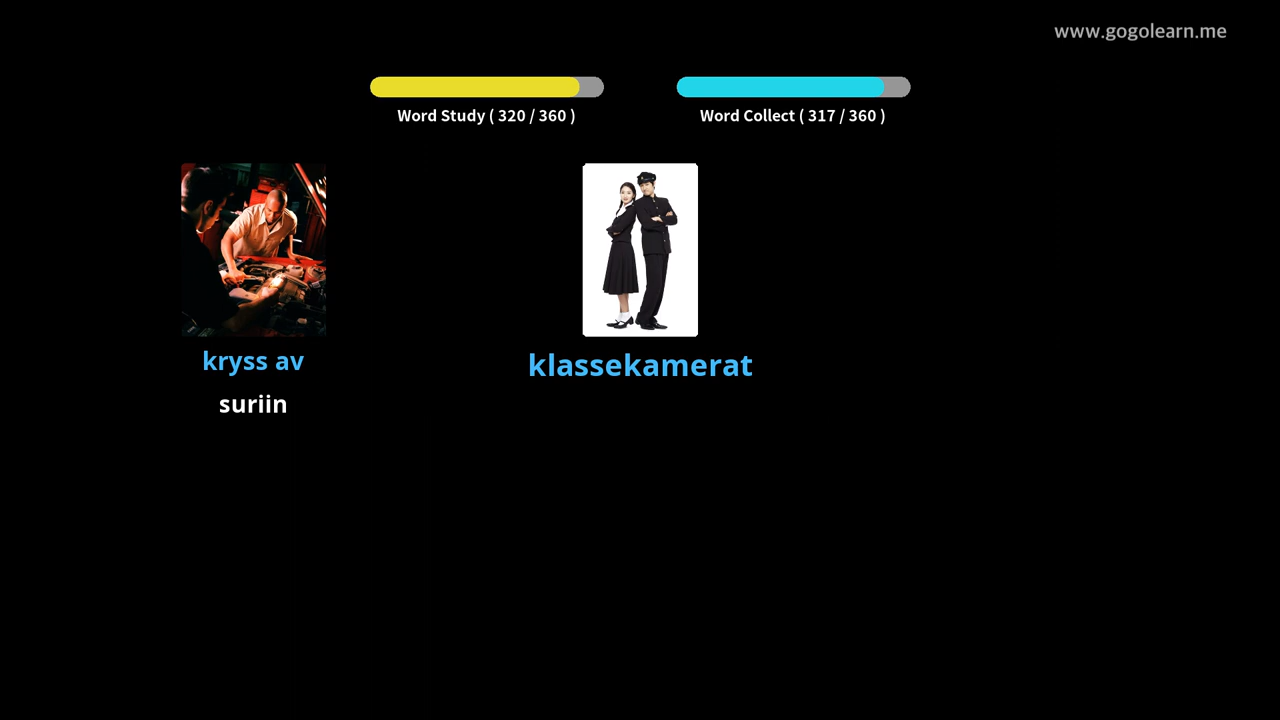 www.gogolearn.me
Word Study ( 320 / 360 )
Word Collect ( 317 / 360 )
kryss av
suriin
klassekamerat